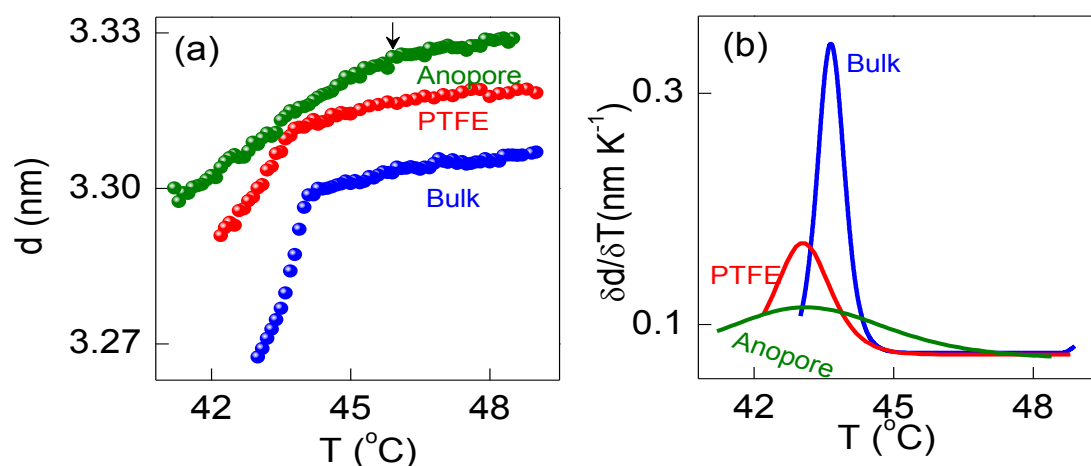 (a)
3.33
3.30
3.27
d (nm)
Anopore
PTFE
Bulk
42 45 48
T (°C)
(b)
0.3
0.1
δd/δT(nm K⁻¹)
Bulk
PTFE
Anopore
42 45 48
T (°C)